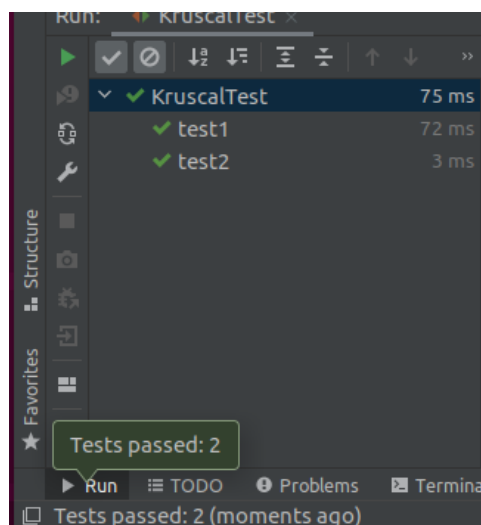 Run: KruscalTest
KruscalTest 75 ms
test1 72 ms
test2 3 ms
Structure
Favorites
Tests passed: 2
Run TODO Problems Termina
Tests passed: 2 (moments ago)